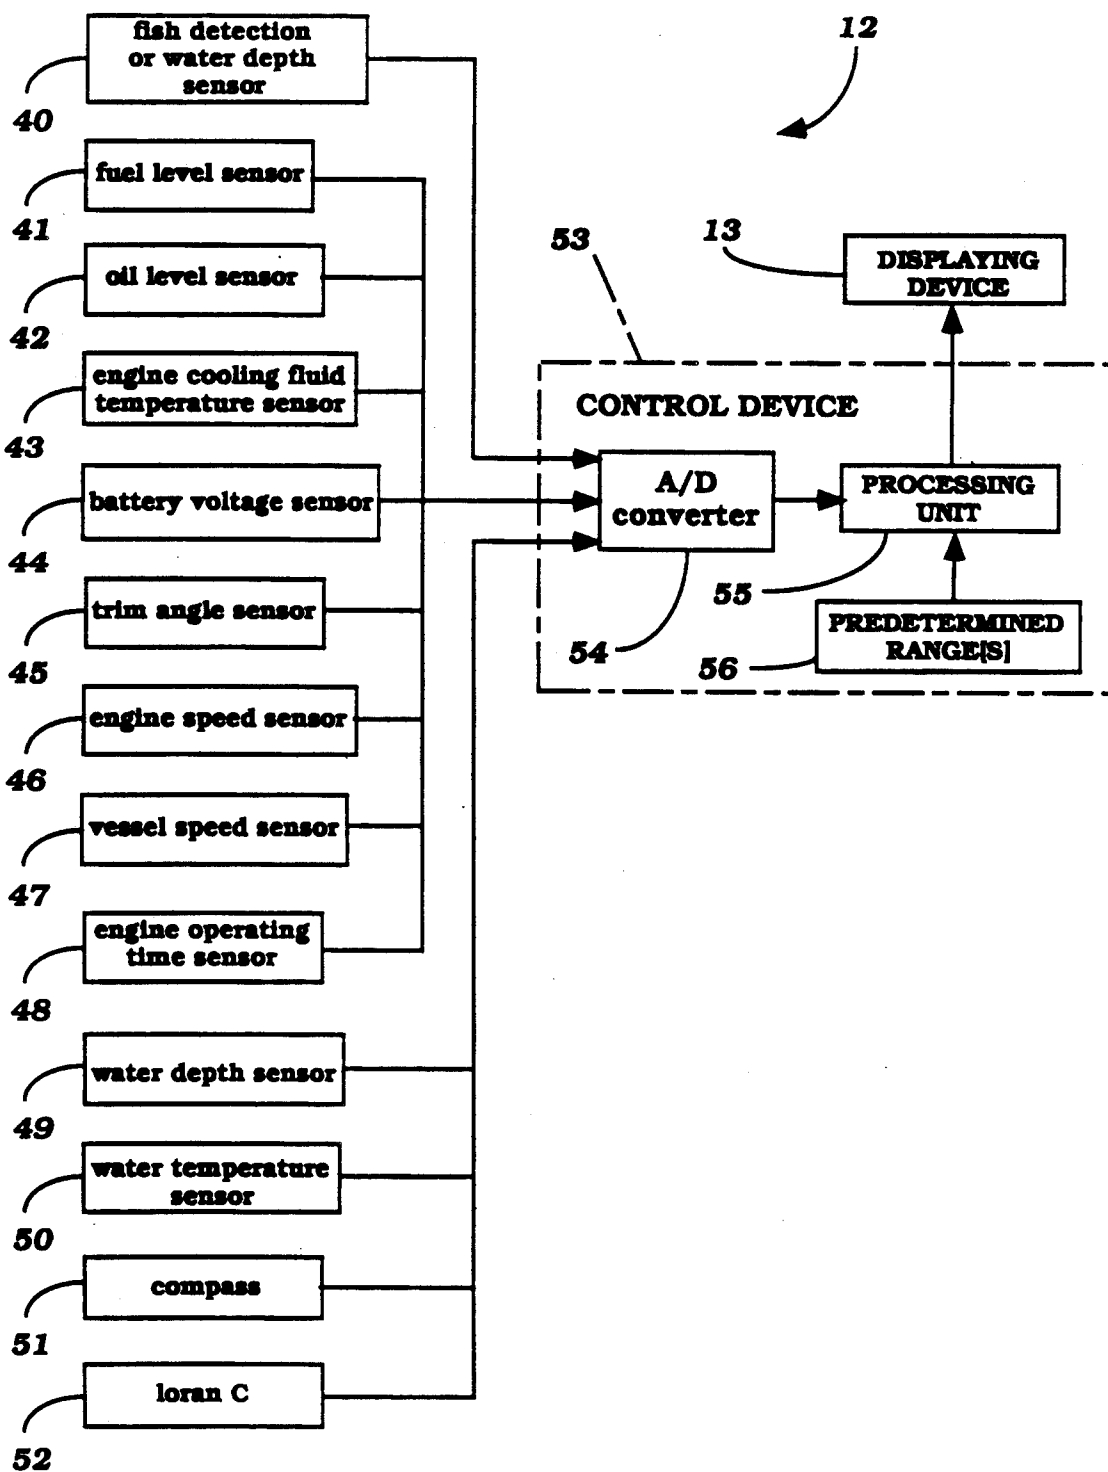 fish detection
or water depth
sensor
40
fuel level sensor
41
oil level sensor
42
engine cooling fluid
temperature sensor
43
battery voltage sensor
44
trim angle sensor
45
engine speed sensor
46
vessel speed sensor
47
engine operating
time sensor
48
water depth sensor
49
water temperature
sensor
50
compass
51
loran C
52
12
53
13
DISPLAYING
DEVICE
CONTROL DEVICE
A/D
converter
54
PROCESSING
UNIT
55
PREDETERMINED
RANGE[S]
56